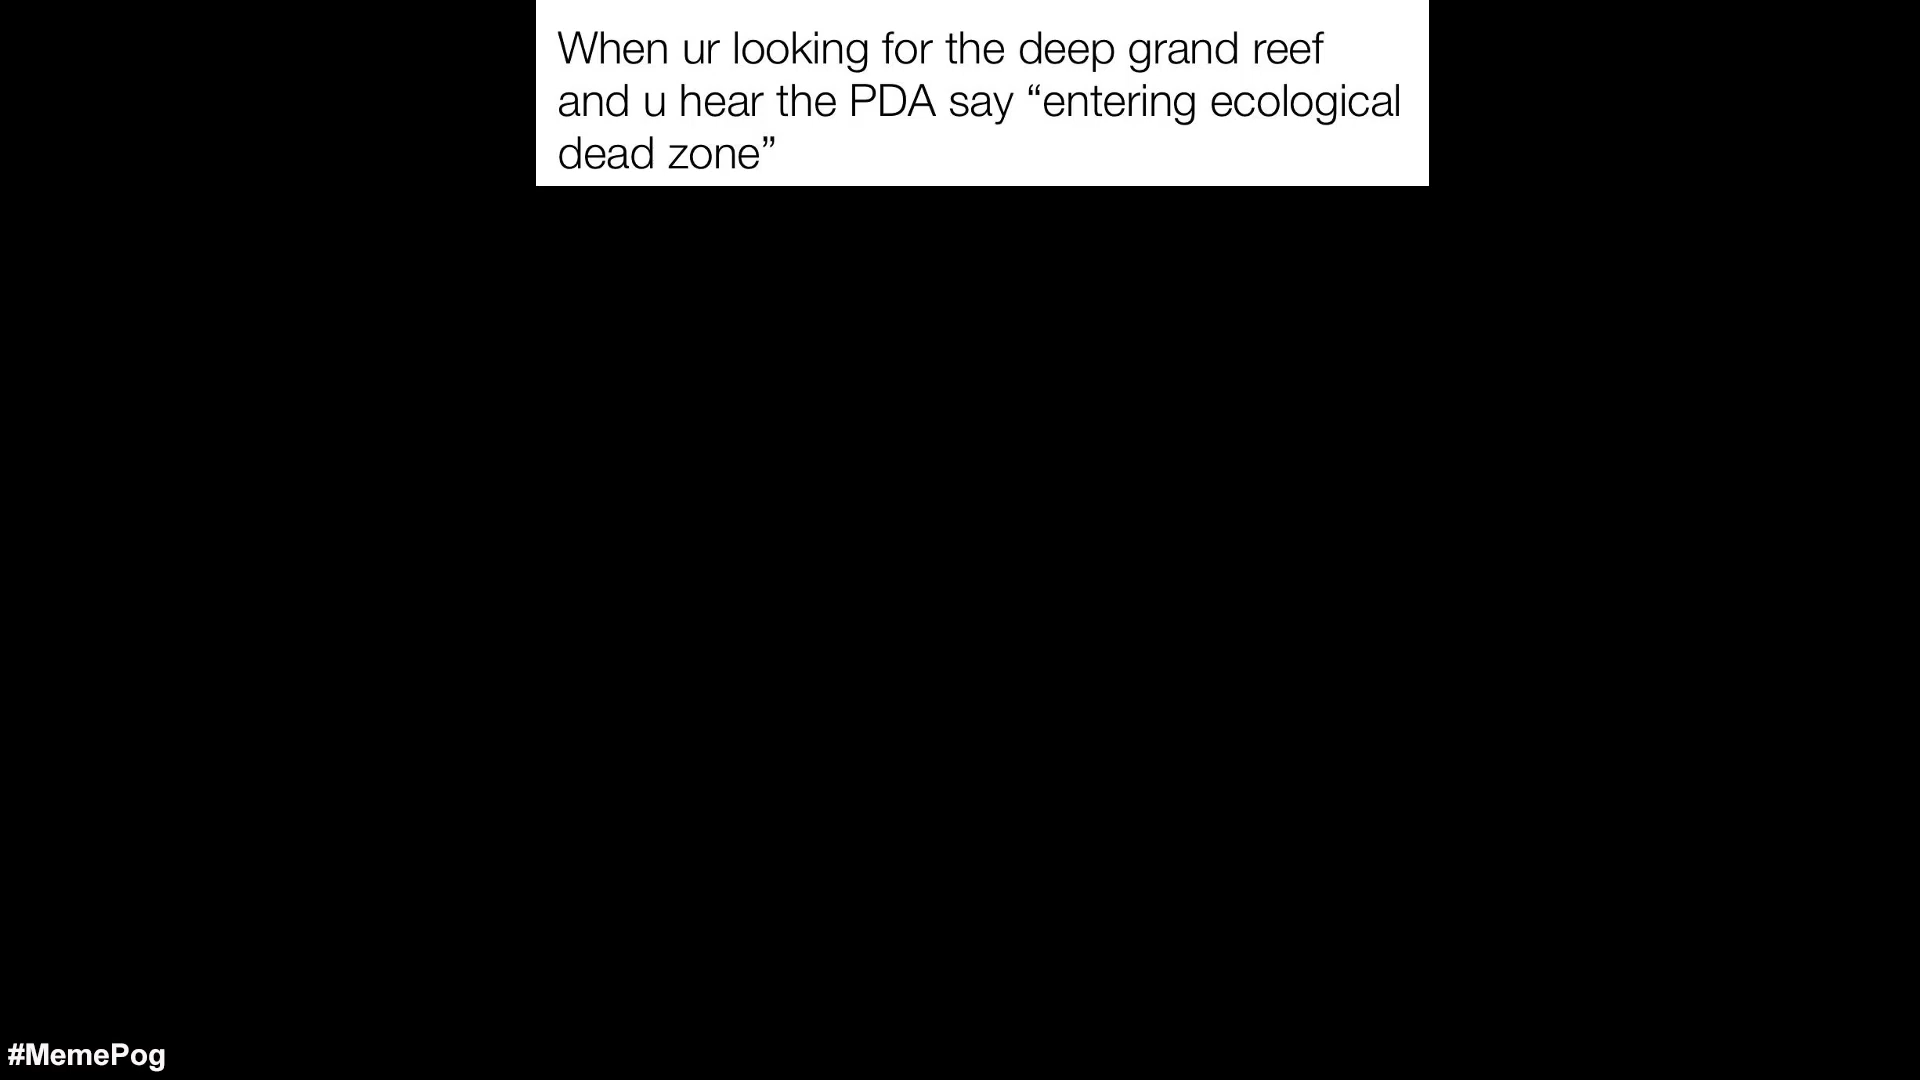 When ur looking for the deep grand reef
and u hear the PDA say “entering ecological
dead zone”
#MemePog